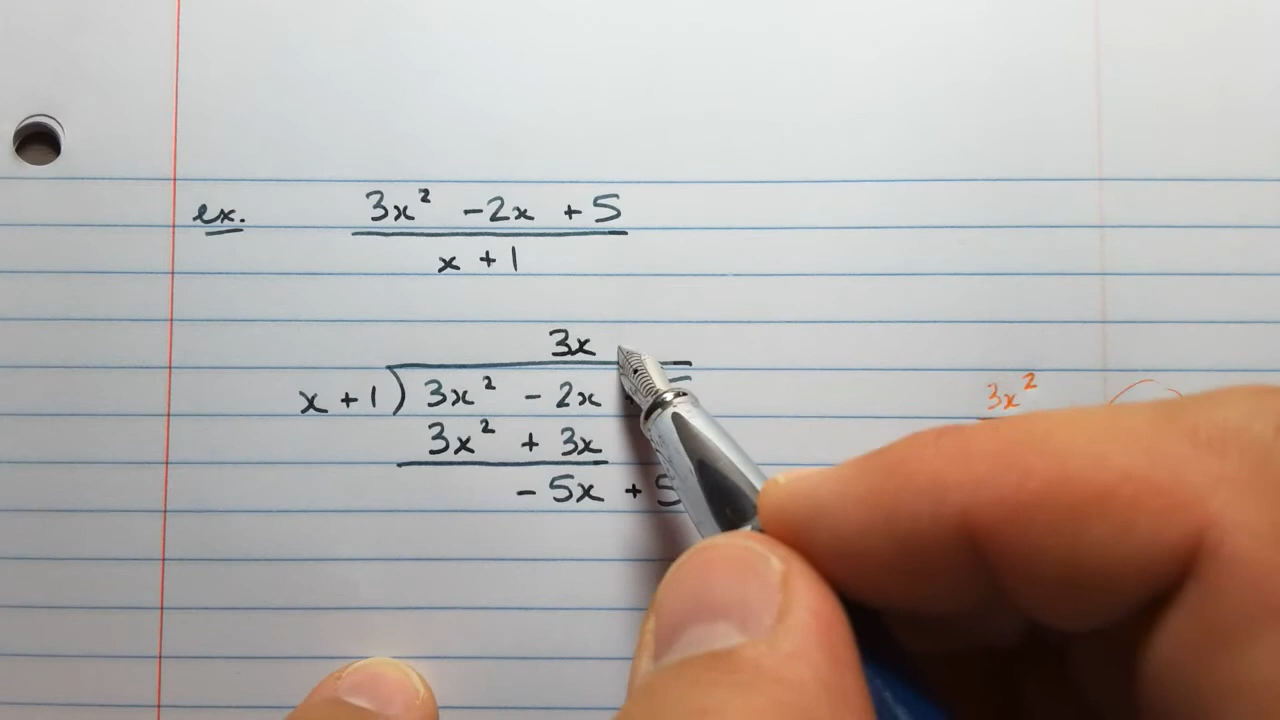 ex. 3x² -2x +5
x + 1
3x
x + 1 ) 3x² - 2x
3x²
3x² + 3x
- 5x + 5